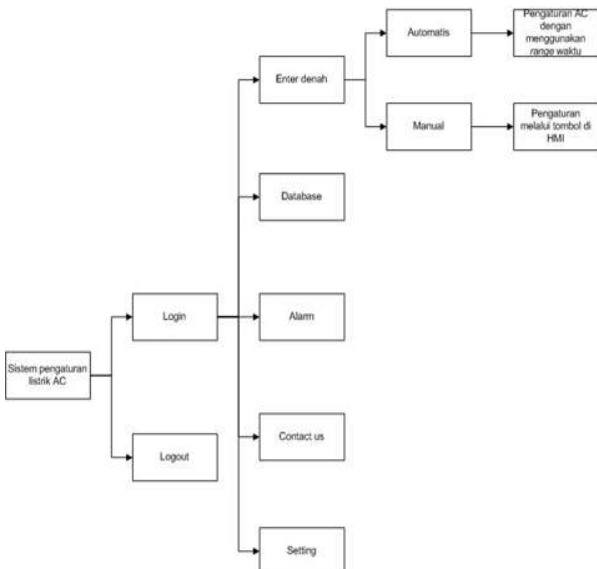 Automatis
Pengaturan AC
dengan
menggunakan
range waktu
Enter denah
Manual
Pengaturan
melalui tombol di
HMI
Database
Login
Alarm
Sistem pengaturan
listrik AC
Logout
Contact us
Setting